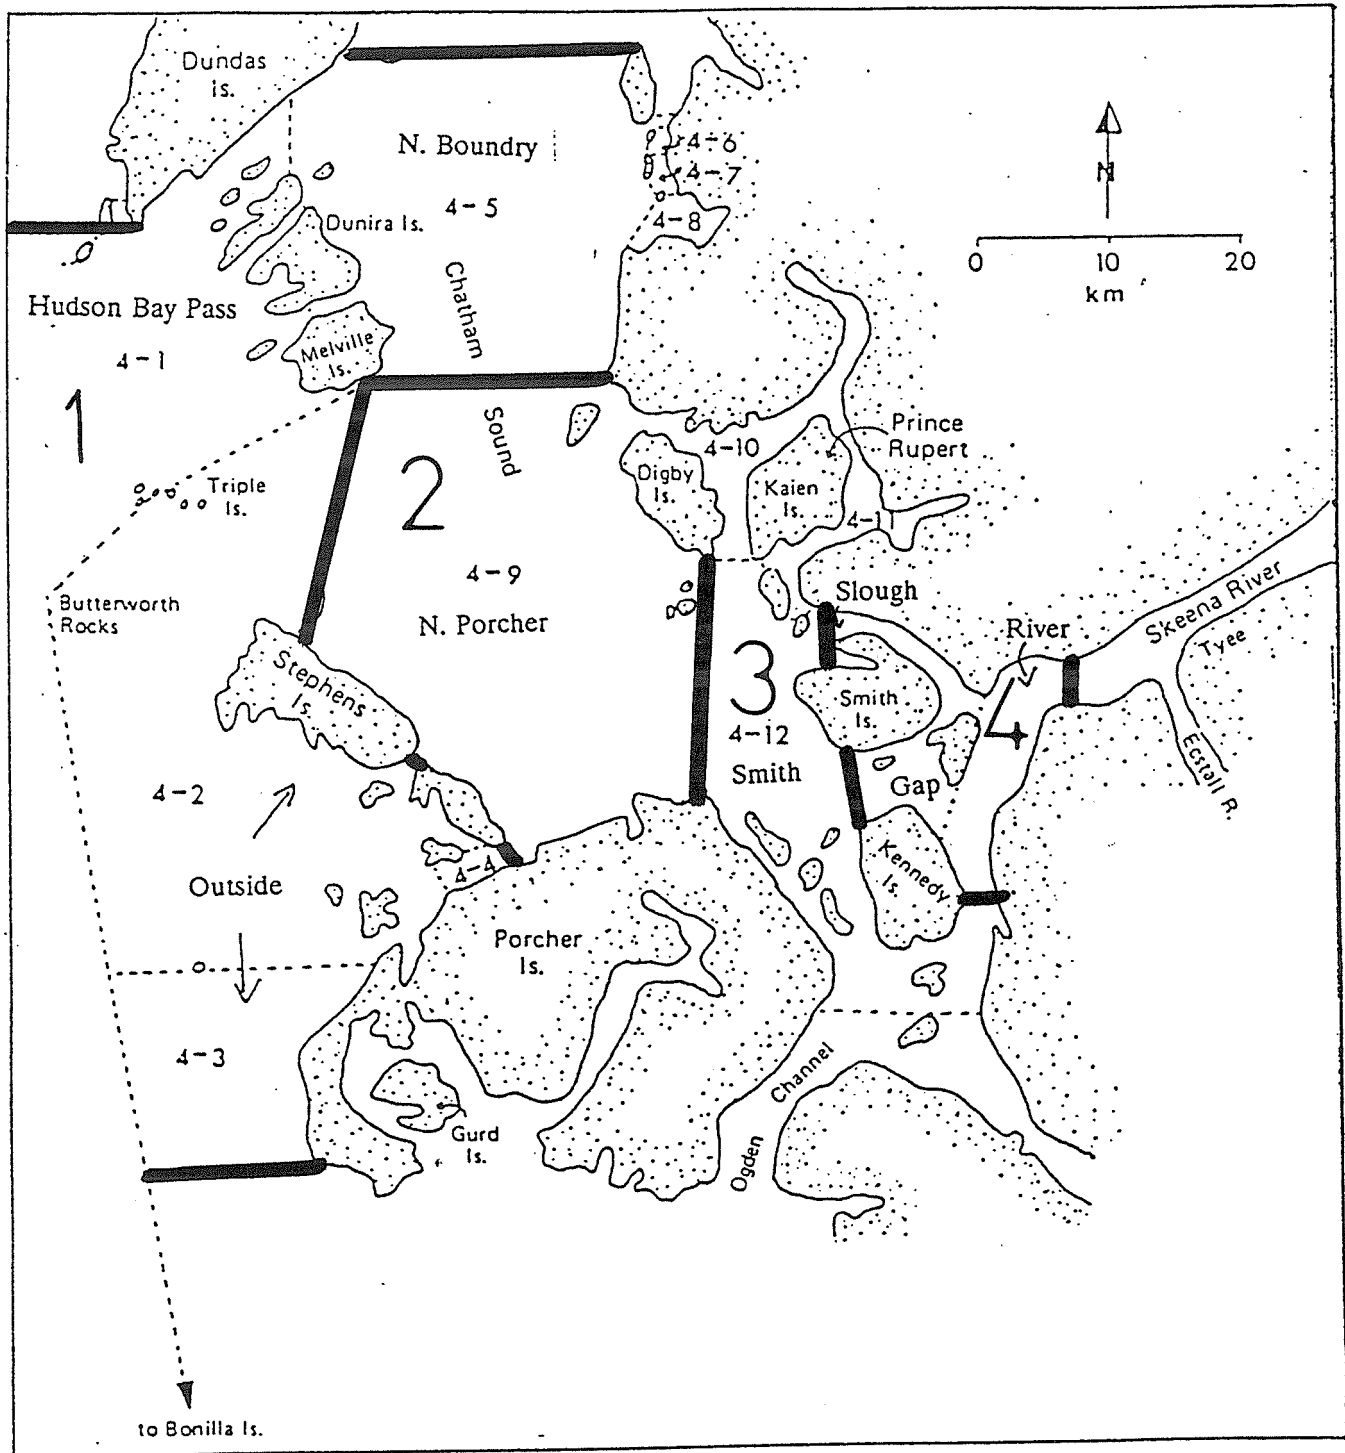 Dundas
Is.
N. Boundry
4-5
4-6
4-7
4-8
N
0 10 20
km
Dunira Is.
Hudson Bay Pass
4-1
1
Melville
Is.
Chatham
Sound
Prince
Rupert
4-10
Digby
Is.
Kaien
Is.
4-11
2
Triple
Is.
4-9
N. Porcher
Butterworth
Rocks
Slough
River
Skeena River
Tyee
Ecstall R.
Stephens
Is.
3
4-12
Smith
Smith
Is.
4
Gap
4-2
Outside
4-4
Kennedy
Is.
Porcher
Is.
4-3
Gurd
Is.
Ogden Channel
to Bonilla Is.